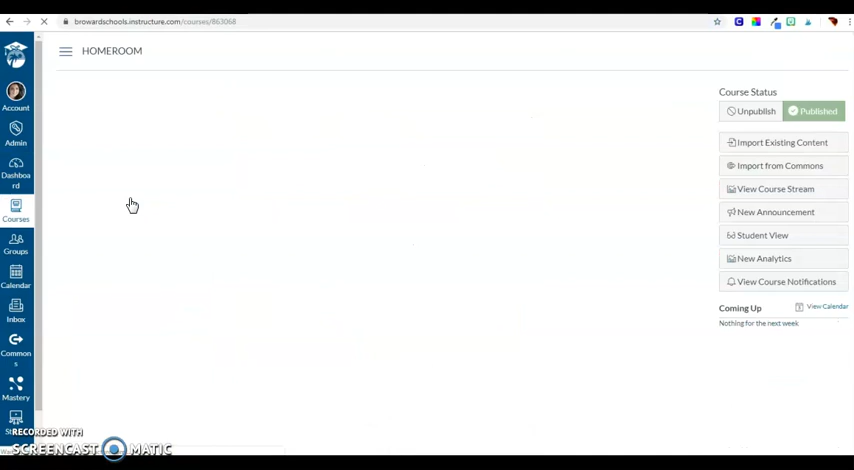 browardschools.instructure.com/courses/863068
HOMEROOM
Account
Admin
Dashboa
rd
Courses
Groups
Calendar
Inbox
Common
s
Mastery
Course Status
Unpublish
Published
Import Existing Content
Import from Commons
View Course Stream
New Announcement
Student View
New Analytics
View Course Notifications
Coming Up
View Calendar
Nothing for the next week
RECORDED WITH
SCREENCAST MATIC